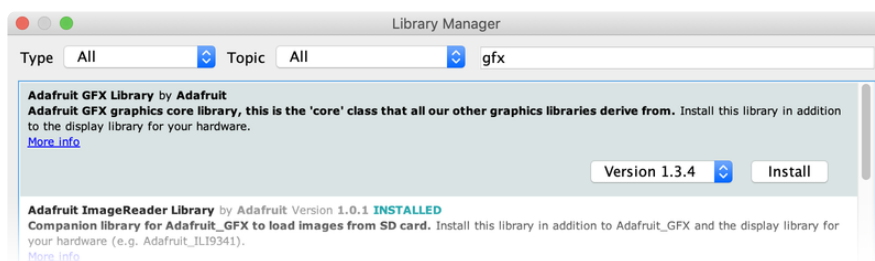 Library Manager
Type All Topic All gfx
Adafruit GFX Library by Adafruit
Adafruit GFX graphics core library, this is the 'core' class that all our other graphics libraries derive from. Install this library in addition
to the display library for your hardware.
More info
Version 1.3.4 Install
Adafruit ImageReader Library by Adafruit Version 1.0.1 INSTALLED
Companion library for Adafruit_GFX to load images from SD card. Install this library in addition to Adafruit_GFX and the display library for
your hardware (e.g. Adafruit_ILI9341).
More info